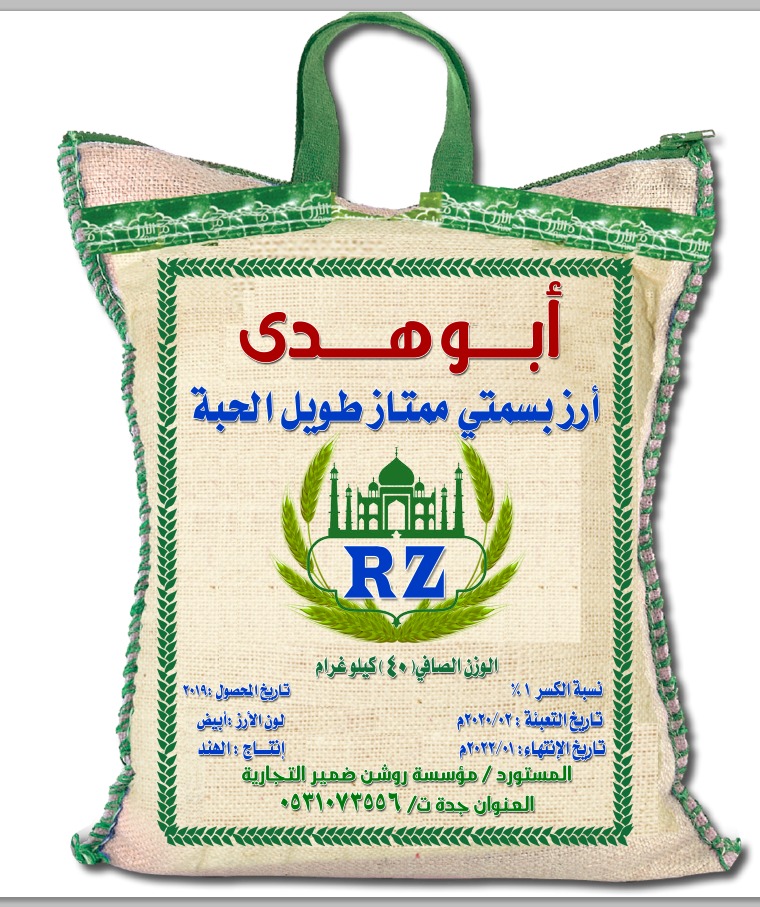 أبو هدى
أرز بسمتي ممتاز طويل الحبة
RZ
الوزن الصافي (٤٠) كيلو غرام
نسبة الكسر ١٪ تاريخ المحصول :٢٠١٩
تاريخ التعبئة :٢٠٢٠/٠٢م لون الأرز :أبيض
تاريخ الإنتهاء: ٢٠٢٢/٠١م إنتاج : الهند
المستورد / مؤسسة روشن ضمير التجارية
العنوان جدة ت/ ٠٥٣١٠٧٣٥٥٦